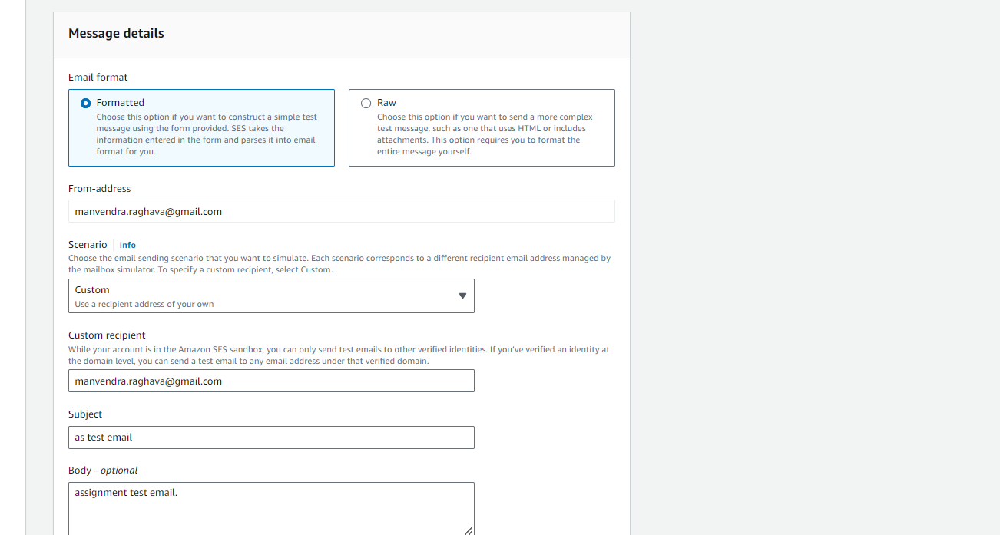 Message details
Email format
Formatted
Choose this option if you want to construct a simple test
message using the form provided. SES takes the
information entered in the form and parses it into email
format for you.
Raw
Choose this option if you want to send a more complex
test message, such as one that uses HTML or includes
attachments. This option requires you to format the
entire message yourself.
From-address
manvendra.raghava@gmail.com
Scenario Info
Choose the email sending scenario that you want to simulate. Each scenario corresponds to a different recipient email address managed by
the mailbox simulator. To specify a custom recipient, select Custom.
Custom
Use a recipient address of your own
Custom recipient
While your account is in the Amazon SES sandbox, you can only send test emails to other verified identities. If you've verified an identity at
the domain level, you can send a test email to any email address under that verified domain.
manvendra.raghava@gmail.com
Subject
as test email
Body - optional
assignment test email.